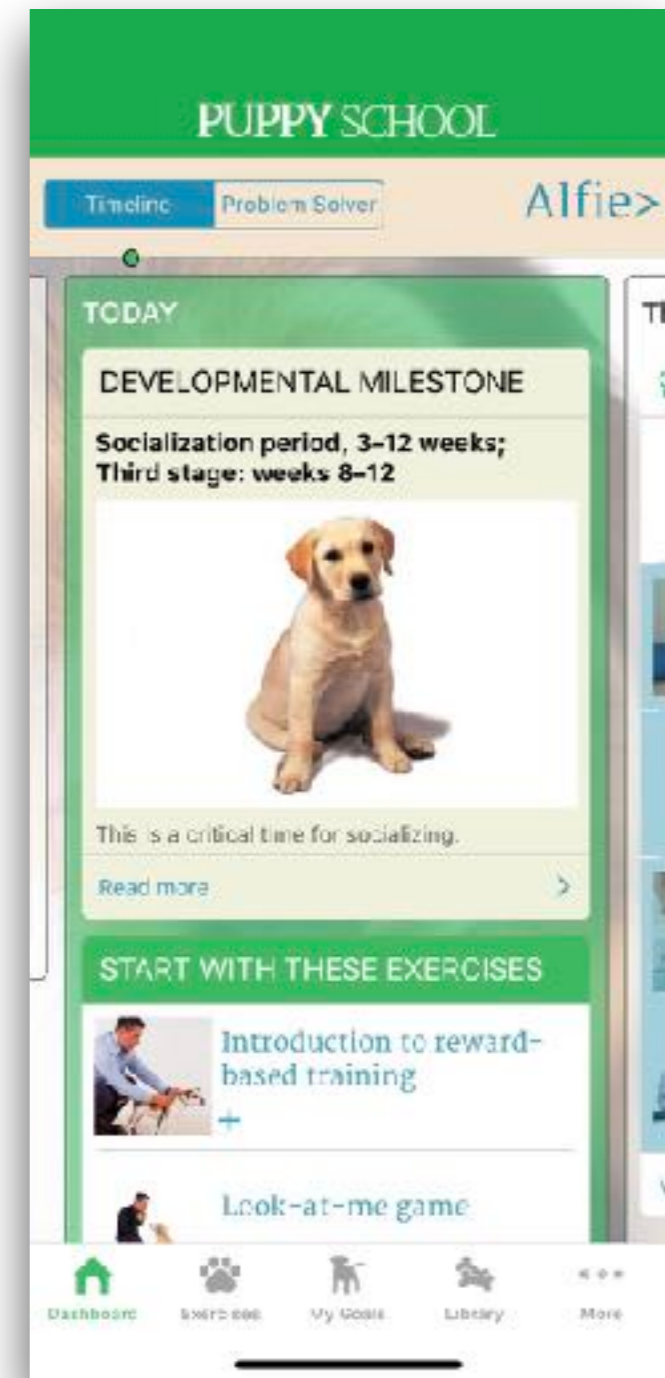 PUPPY SCHOOL
Timeline
Problem Solver
Alfie>
TODAY
DEVELOPMENTAL MILESTONE
Socialization period, 3–12 weeks;
Third stage: weeks 8–12
This is a critical time for socializing.
Read more
START WITH THESE EXERCISES
Introduction to reward-
based training
+
Look-at-me game
Dashboard
Exercises
My Goals
Library
More